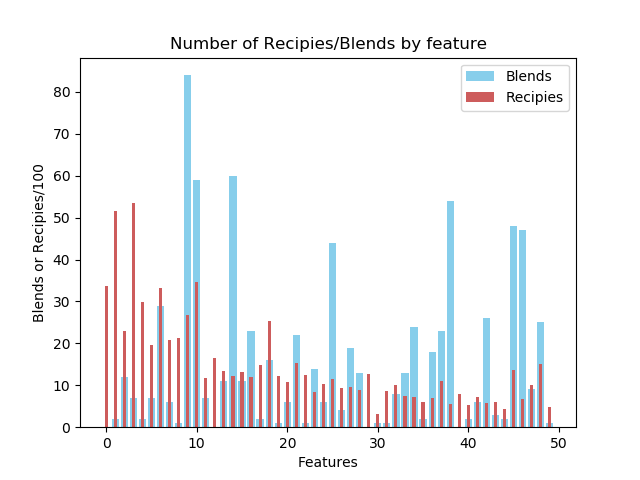 Number of Recipies/Blends by feature
Blends
Recipies
Blends or Recipies/100
80
70
60
50
40
30
20
10
0
0 10 20 30 40 50
Features